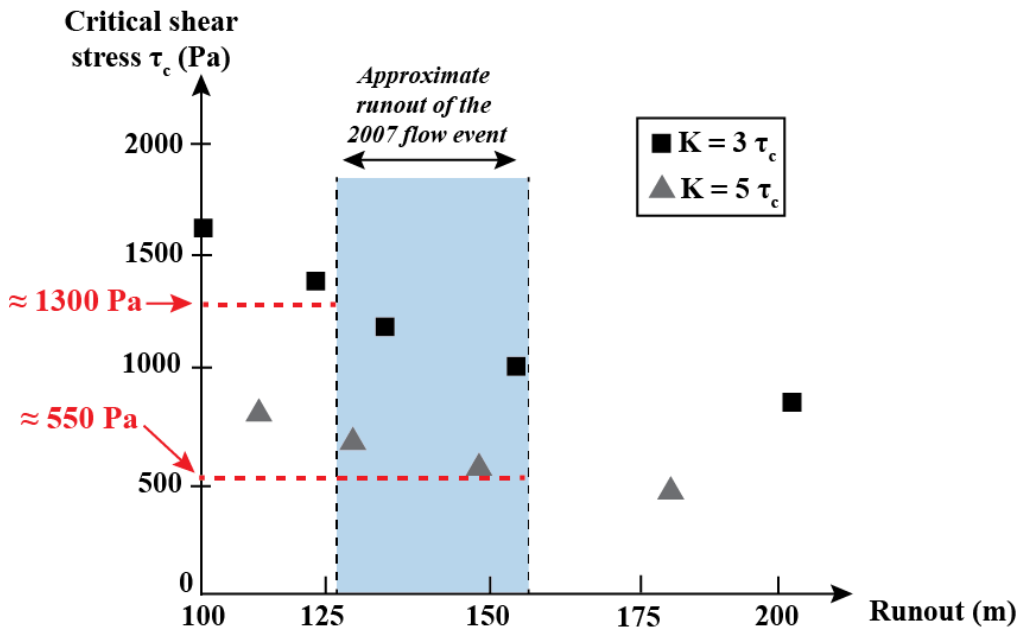 Critical shear
stress τc (Pa)
Approximate
runout of the
2007 flow event
K = 3 τc
K = 5 τc
2000
1500
≈ 1300 Pa
1000
≈ 550 Pa
500
0
100
125
150
175
200
Runout (m)